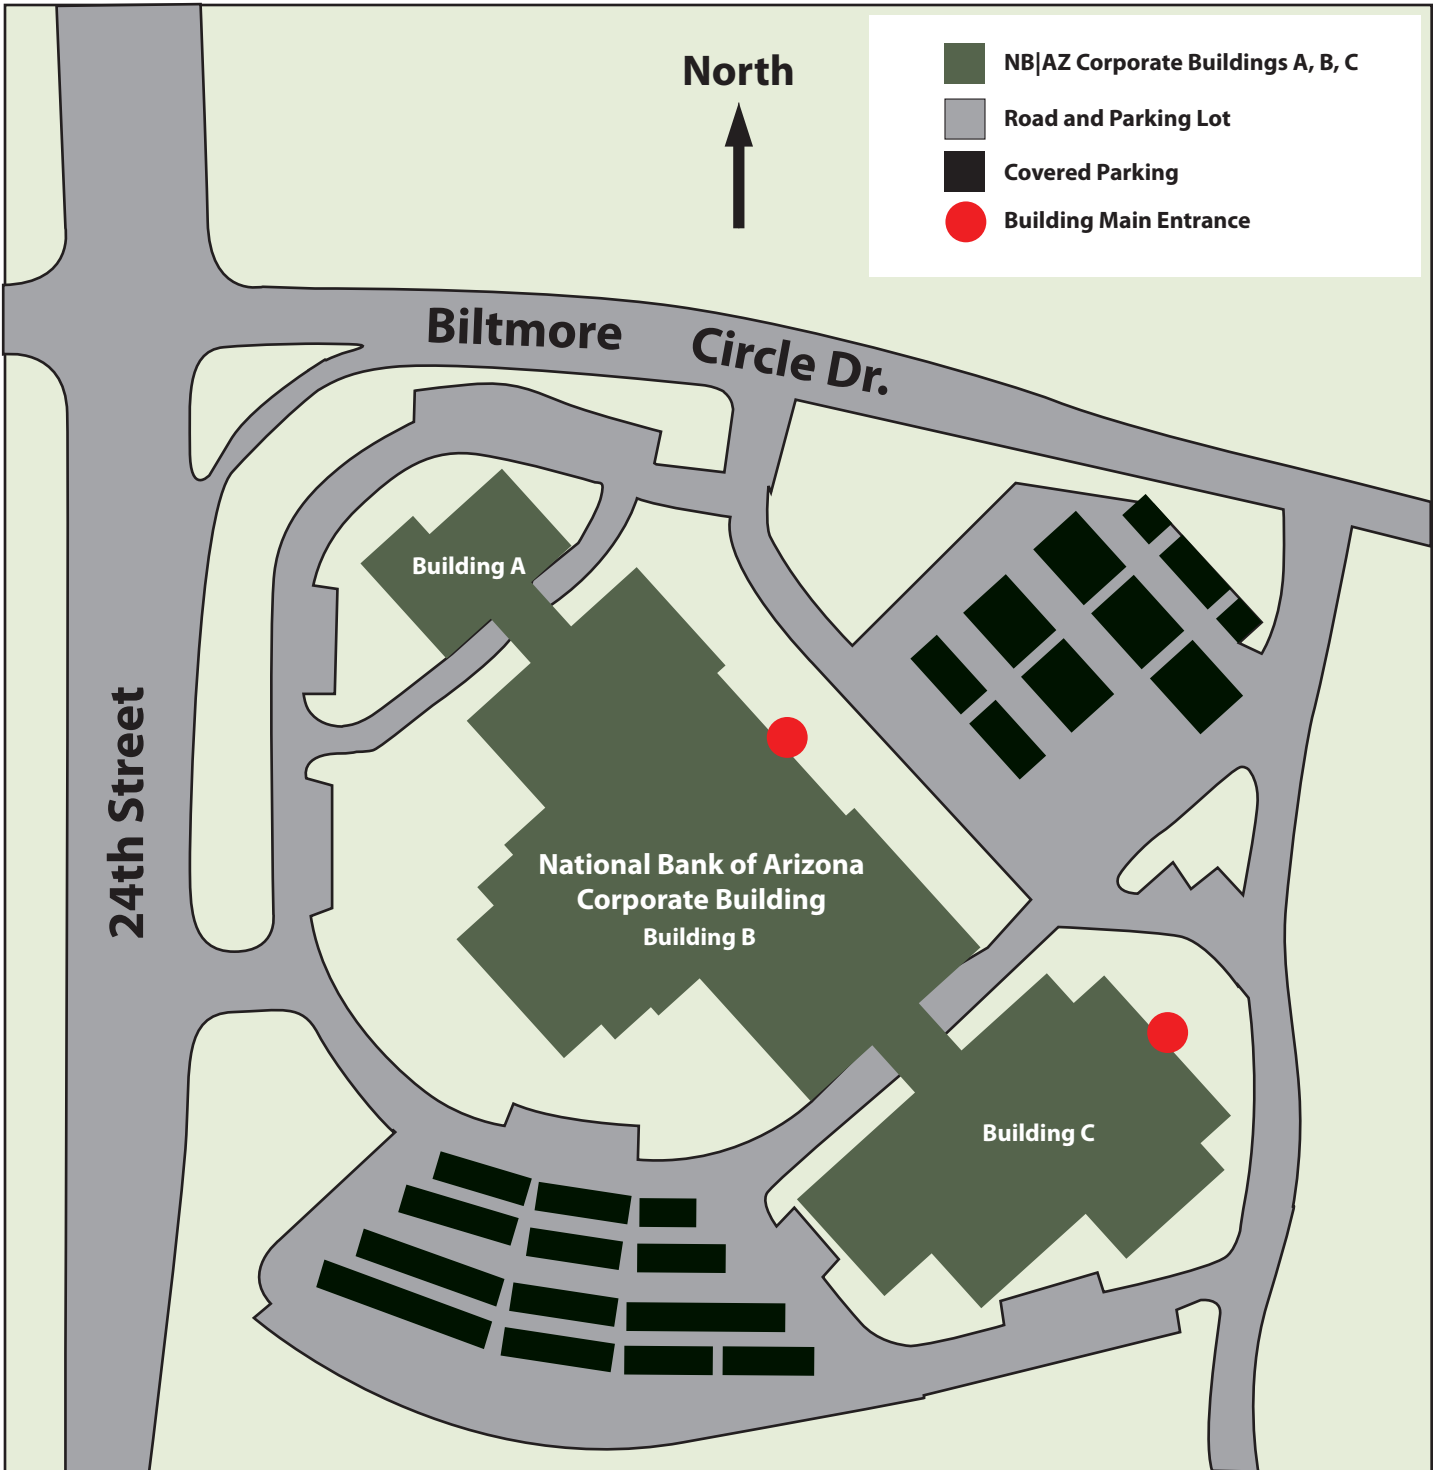 North
NB|AZ Corporate Buildings A, B, C
Road and Parking Lot
Covered Parking
Building Main Entrance
Biltmore Circle Dr.
Building A
24th Street
National Bank of Arizona
Corporate Building
Building B
Building C